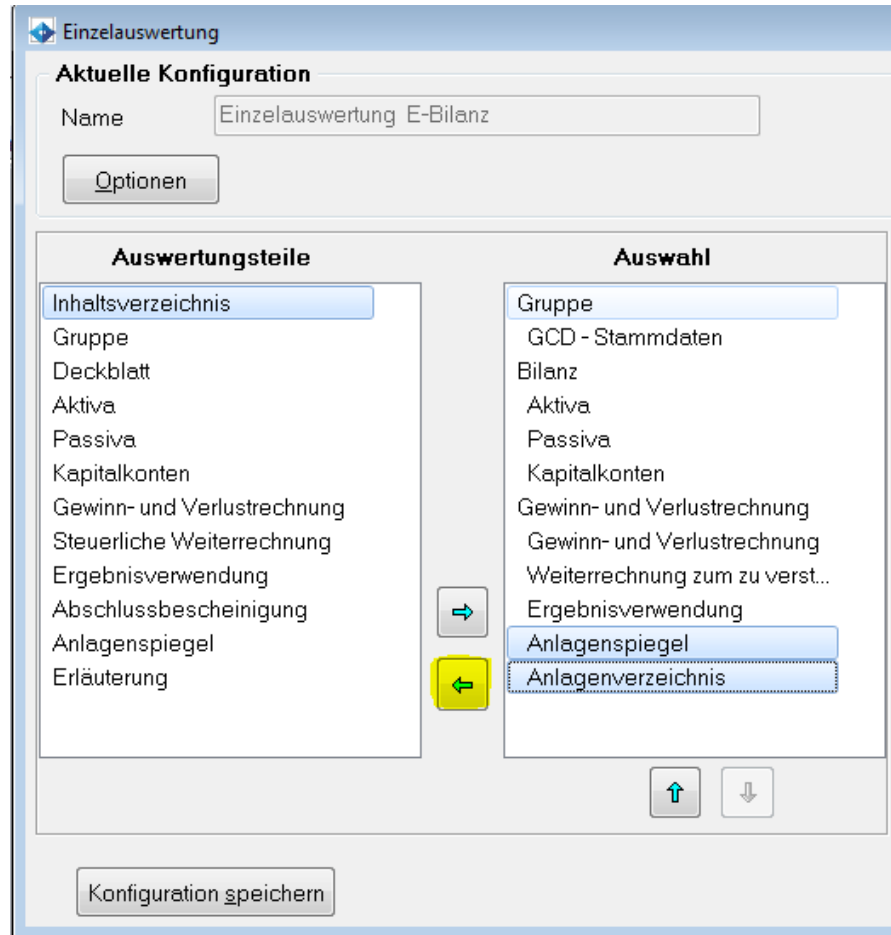 Einzelauswertung
Aktuelle Konfiguration
Name
Einzelauswertung E-Bilanz
Optionen
Auswertungsteile
Inhaltsverzeichnis
Gruppe
Deckblatt
Aktiva
Passiva
Kapitalkonten
Gewinn- und Verlustrechnung
Steuerliche Weiterrechnung
Ergebnisverwendung
Abschlussbescheinigung
Anlagenspiegel
Erläuterung
Auswahl
Gruppe
GCD - Stammdaten
Bilanz
Aktiva
Passiva
Kapitalkonten
Gewinn- und Verlustrechnung
Gewinn- und Verlustrechnung
Weiterrechnung zum zu verst...
Ergebnisverwendung
Anlagenspiegel
Anlagenverzeichnis
Konfiguration speichern